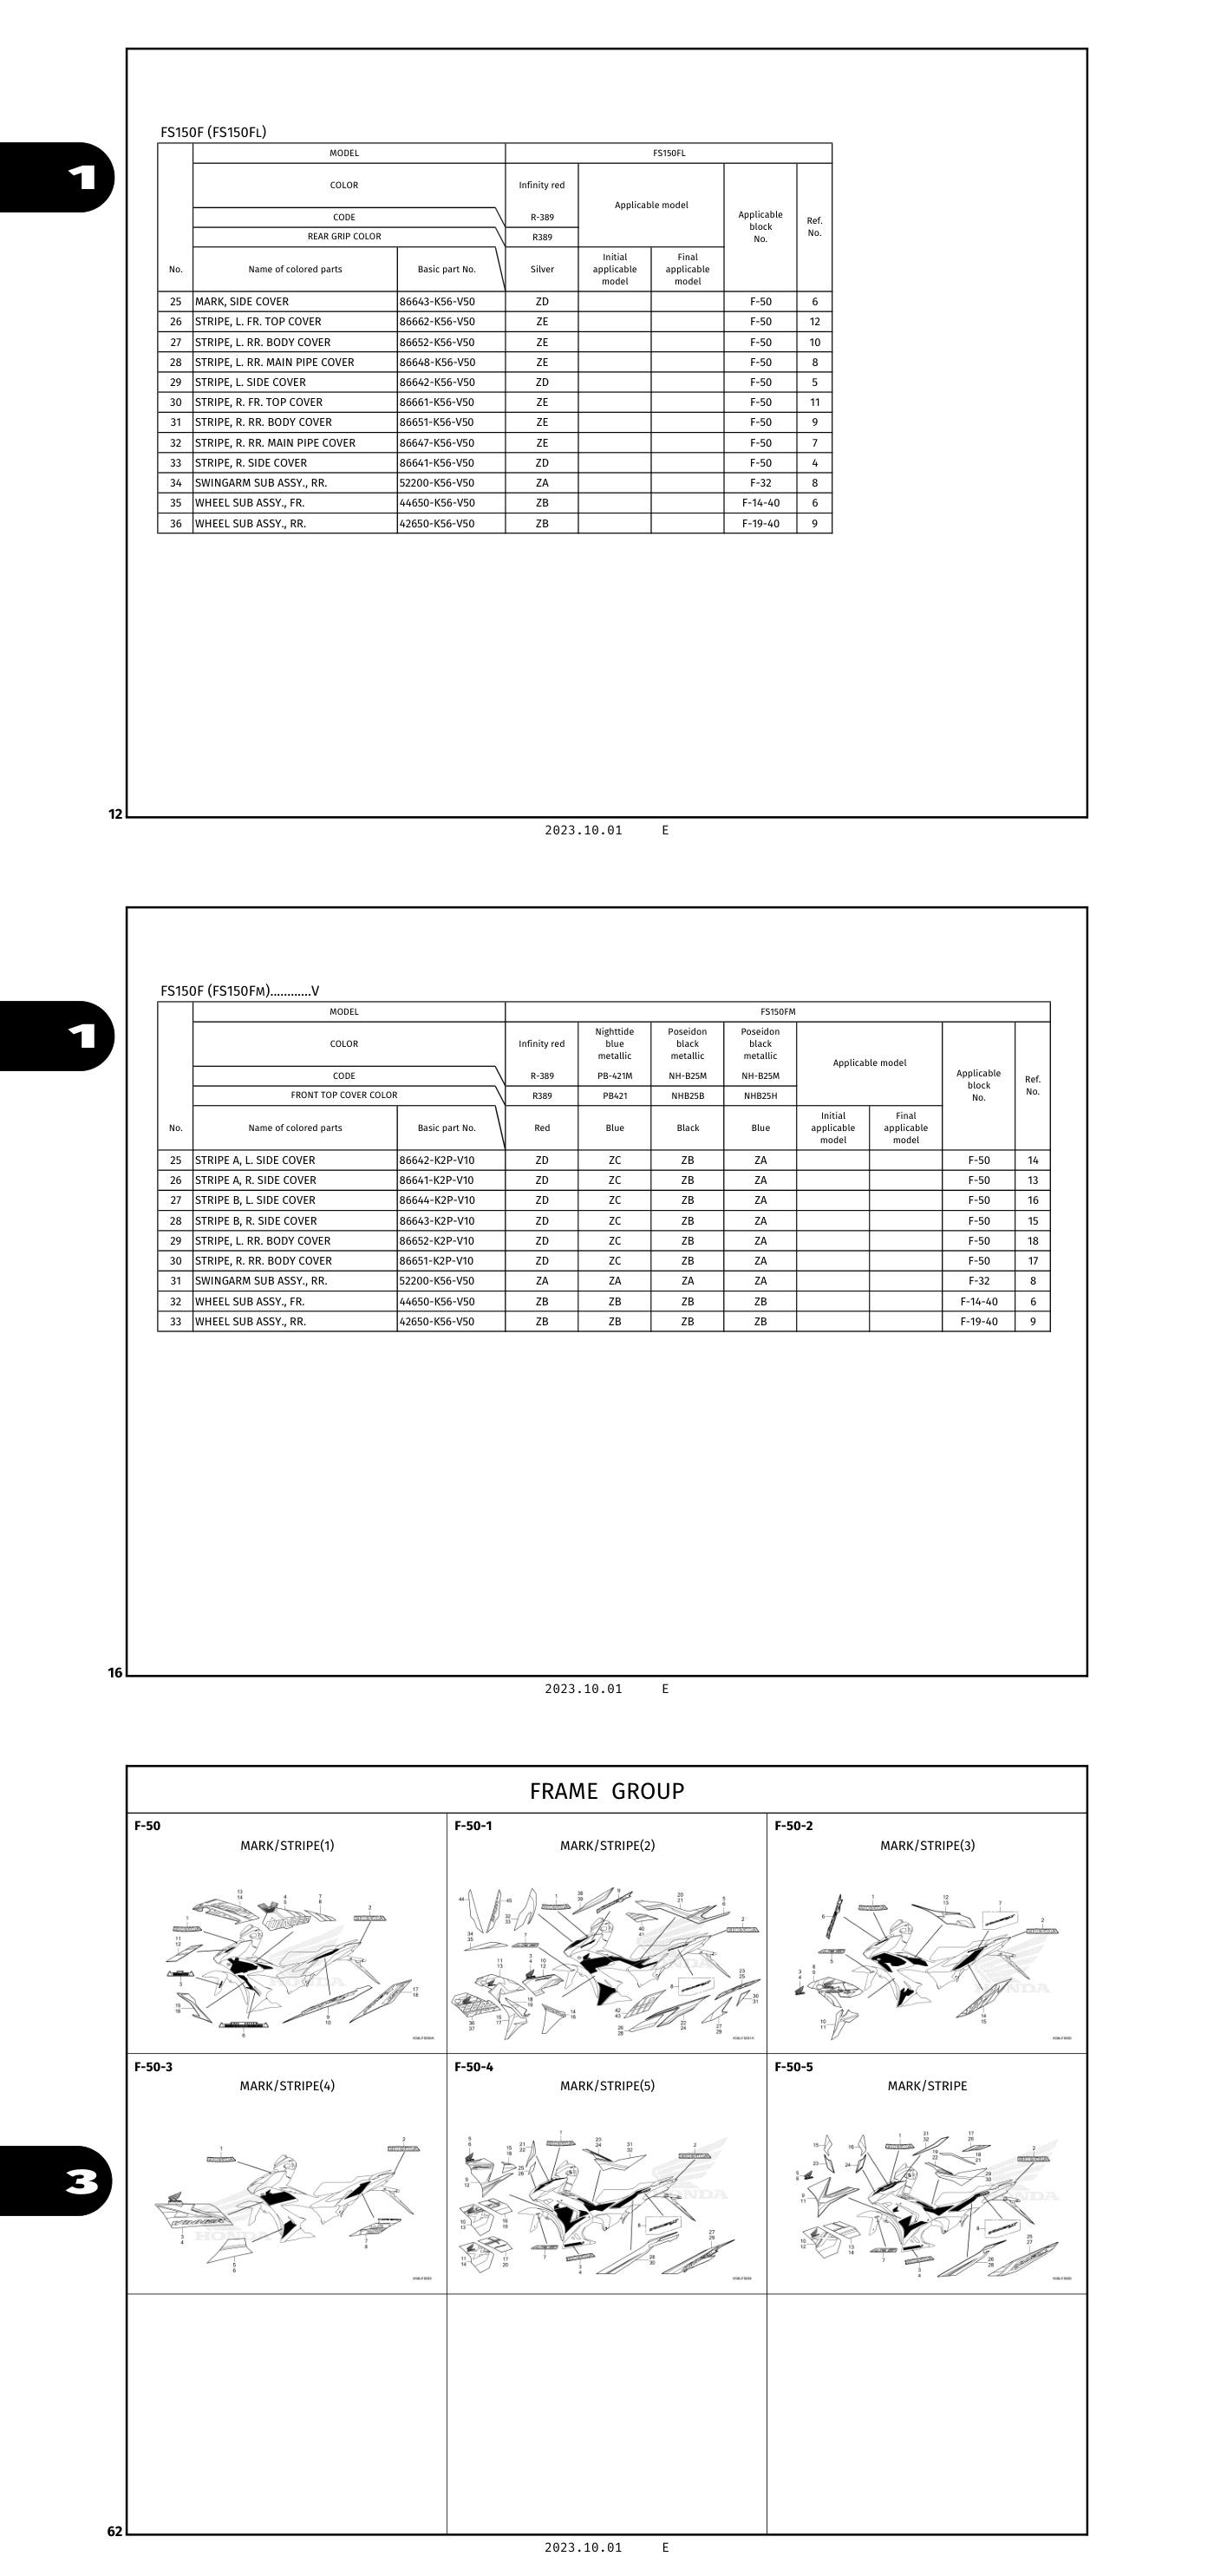 FS150F (FS150FL)
1
MODEL FS150FL
COLOR Infinity red Applicable model Applicable block No. Ref. No.
CODE R-389
REAR GRIP COLOR R389
No. Name of colored parts Basic part No. Silver Initial applicable model Final applicable model
25 MARK, SIDE COVER 86643-K56-V50 ZD F-50 6
26 STRIPE, L. FR. TOP COVER 86662-K56-V50 ZE F-50 12
27 STRIPE, L. RR. BODY COVER 86652-K56-V50 ZE F-50 10
28 STRIPE, L. RR. MAIN PIPE COVER 86648-K56-V50 ZE F-50 8
29 STRIPE, L. SIDE COVER 86642-K56-V50 ZD F-50 5
30 STRIPE, R. FR. TOP COVER 86661-K56-V50 ZE F-50 11
31 STRIPE, R. RR. BODY COVER 86651-K56-V50 ZE F-50 9
32 STRIPE, R. RR. MAIN PIPE COVER 86647-K56-V50 ZE F-50 7
33 STRIPE, R. SIDE COVER 86641-K56-V50 ZD F-50 4
34 SWINGARM SUB ASSY., RR. 52200-K56-V50 ZA F-32 8
35 WHEEL SUB ASSY., FR. 44650-K56-V50 ZB F-14-40 6
36 WHEEL SUB ASSY., RR. 42650-K56-V50 ZB F-19-40 9
12
2023.10.01 E
FS150F (FS150FM)............V
1
MODEL FS150FM
COLOR Infinity red Nighttide blue metallic Poseidon black metallic Poseidon black metallic Applicable model Applicable block No. Ref. No.
CODE R-389 PB-421M NH-B25M NH-B25M
FRONT TOP COVER COLOR R389 PB421 NHB25B NHB25H
No. Name of colored parts Basic part No. Red Blue Black Blue Initial applicable model Final applicable model
25 STRIPE A, L. SIDE COVER 86642-K2P-V10 ZD ZC ZB ZA F-50 14
26 STRIPE A, R. SIDE COVER 86641-K2P-V10 ZD ZC ZB ZA F-50 13
27 STRIPE B, L. SIDE COVER 86644-K2P-V10 ZD ZC ZB ZA F-50 16
28 STRIPE B, R. SIDE COVER 86643-K2P-V10 ZD ZC ZB ZA F-50 15
29 STRIPE, L. RR. BODY COVER 86652-K2P-V10 ZD ZC ZB ZA F-50 18
30 STRIPE, R. RR. BODY COVER 86651-K2P-V10 ZD ZC ZB ZA F-50 17
31 SWINGARM SUB ASSY., RR. 52200-K56-V50 ZA ZA ZA ZA F-32 8
32 WHEEL SUB ASSY., FR. 44650-K56-V50 ZB ZB ZB ZB F-14-40 6
33 WHEEL SUB ASSY., RR. 42650-K56-V50 ZB ZB ZB ZB F-19-40 9
16
2023.10.01 E
FRAME GROUP
F-50 F-50-1 F-50-2
MARK/STRIPE(1) MARK/STRIPE(2) MARK/STRIPE(3)
F-50-3 F-50-4 F-50-5
MARK/STRIPE(4) MARK/STRIPE(5) MARK/STRIPE
3
62
2023.10.01 E